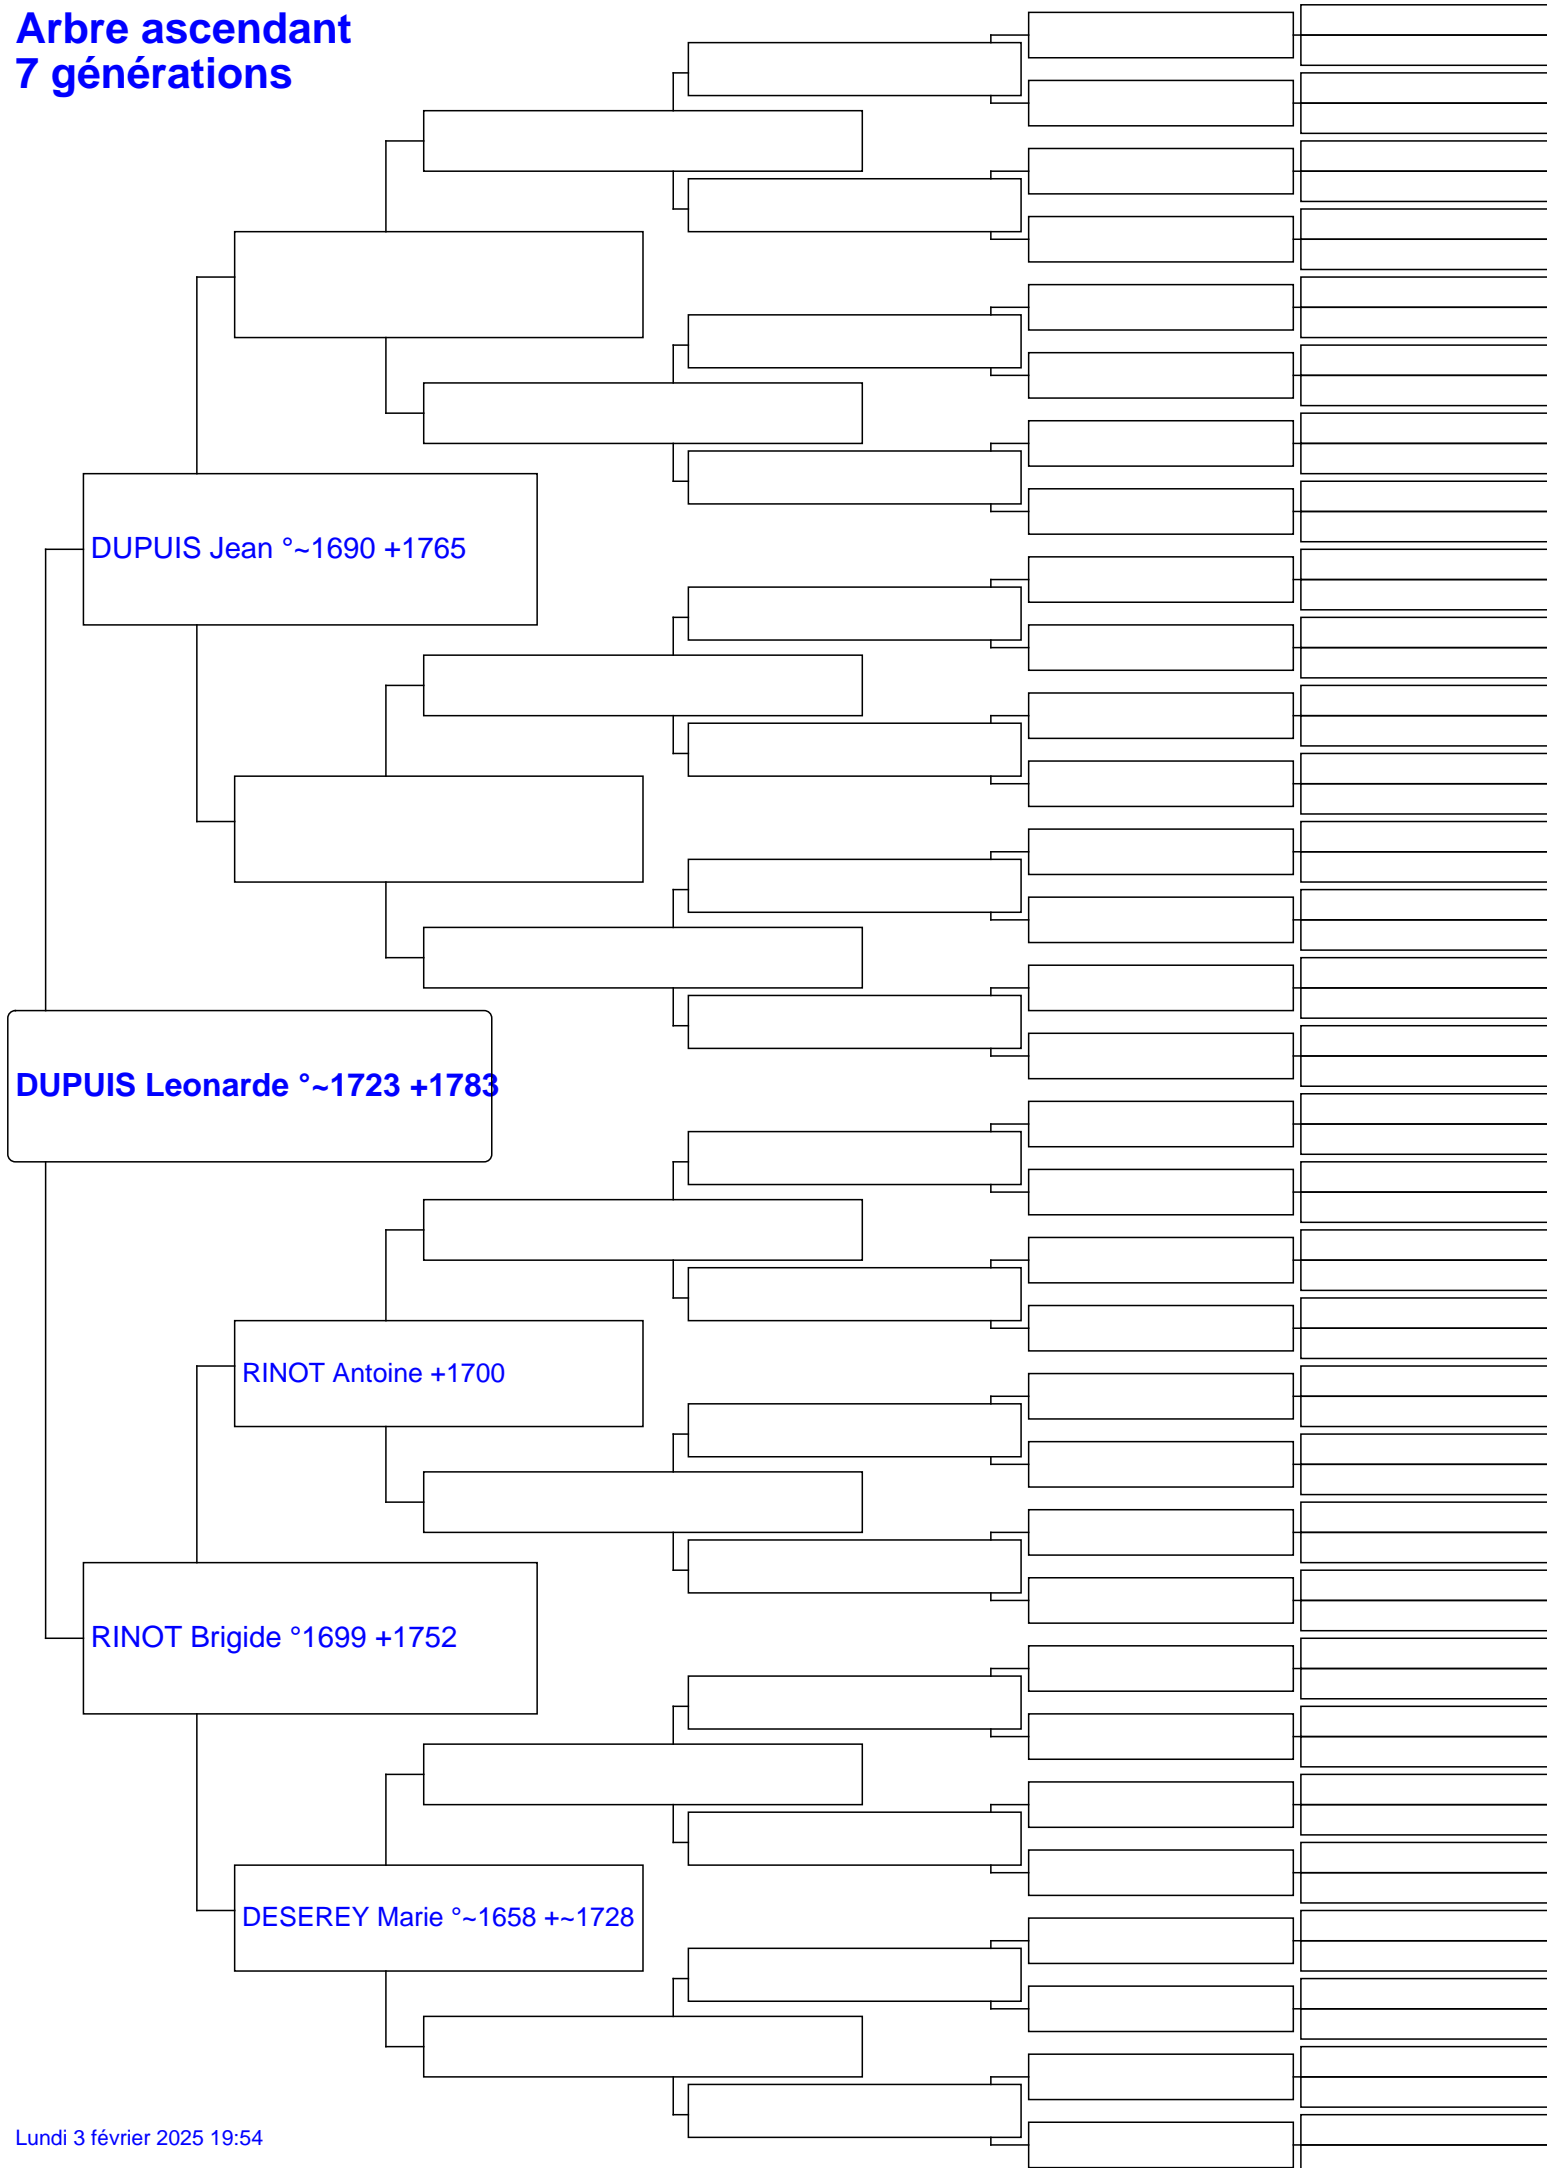 Arbre ascendant
7 générations
DUPUIS Jean °~1690 +1765
DUPUIS Leonarde °~1723 +1783
RINOT Antoine +1700
RINOT Brigide °1699 +1752
DESEREY Marie °~1658 +~1728
Lundi 3 février 2025 19:54